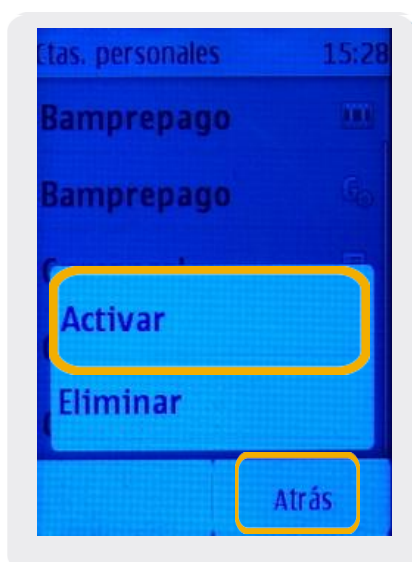 Ctas. personales 15:28
Bamprepago
Bamprepago
Activar
Eliminar
Atrás